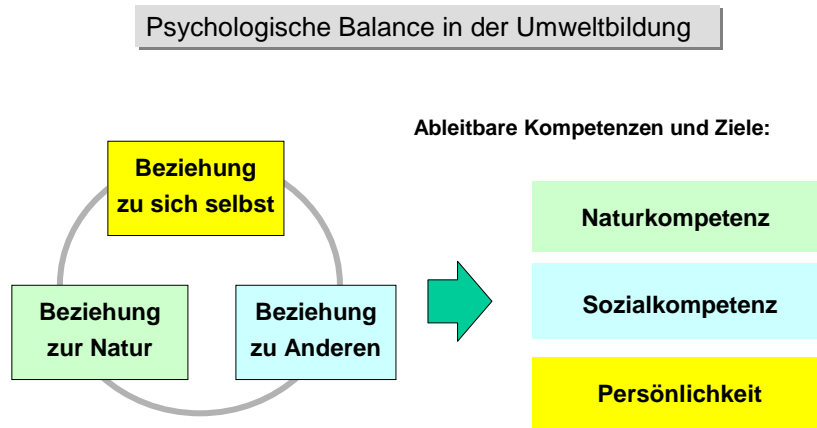 Psychologische Balance in der Umweltbildung
Ableitbare Kompetenzen und Ziele:
Beziehung
zu sich selbst
Beziehung
zur Natur
Beziehung
zu Anderen
Naturkompetenz
Sozialkompetenz
Persönlichkeit